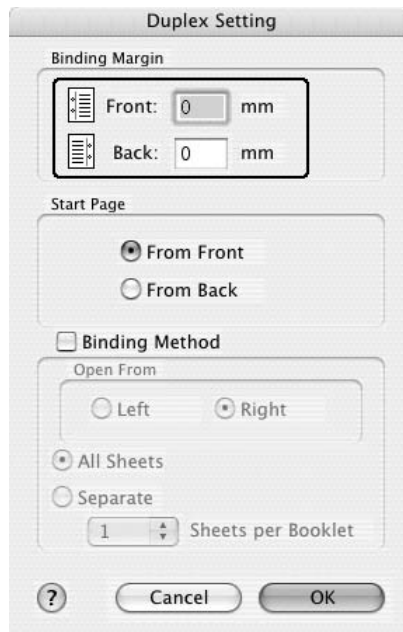 Duplex Setting
Binding Margin
Front: 0 mm
Back: 0 mm
Start Page
From Front
From Back
Binding Method
Open From
Left Right
All Sheets
Separate
1 Sheets per Booklet
? Cancel OK